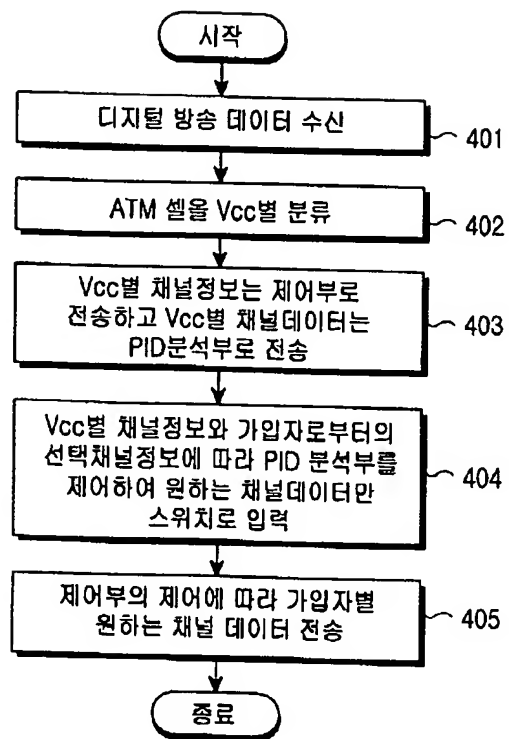 시작
디지털 방송 데이터 수신
401
ATM 셀을 Vcc별 분류
402
Vcc별 채널정보는 제어부로
전송하고 Vcc별 채널데이터는
PID분석부로 전송
403
Vcc별 채널정보와 가입자로부터의
선택채널정보에 따라 PID 분석부를
제어하여 원하는 채널데이터만
스위치로 입력
404
제어부의 제어에 따라 가입자별
원하는 채널 데이터 전송
405
종료